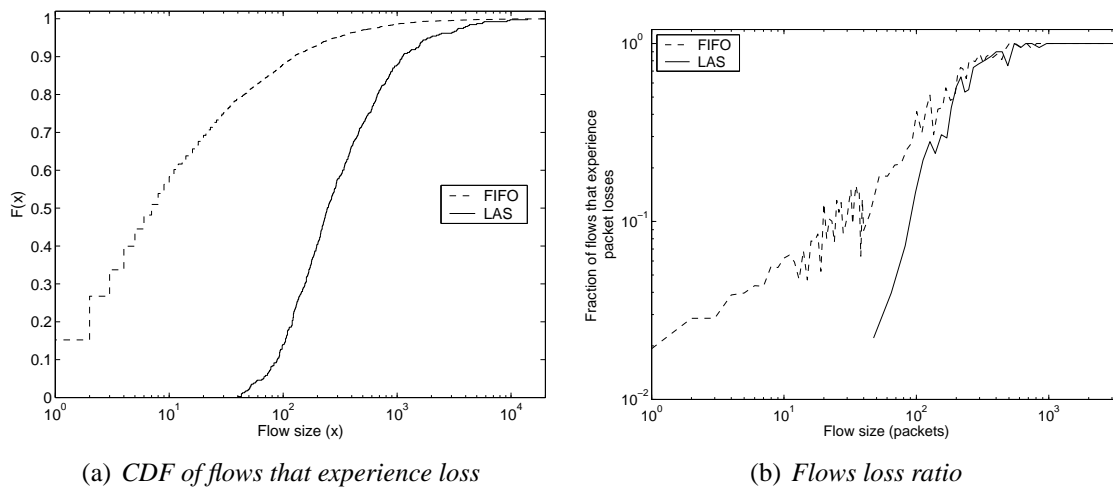 1
0.9
0.8
0.7
0.6
0.5
0.4
0.3
0.2
0.1
0
F(x)
10^0
10^1
10^2
10^3
10^4
Flow size (x)
FIFO
LAS
(a) CDF of flows that experience loss
10^0
10^−1
10^−2
Fraction of flows that experience
packet losses
10^0
10^1
10^2
10^3
Flow size (packets)
FIFO
LAS
(b) Flows loss ratio